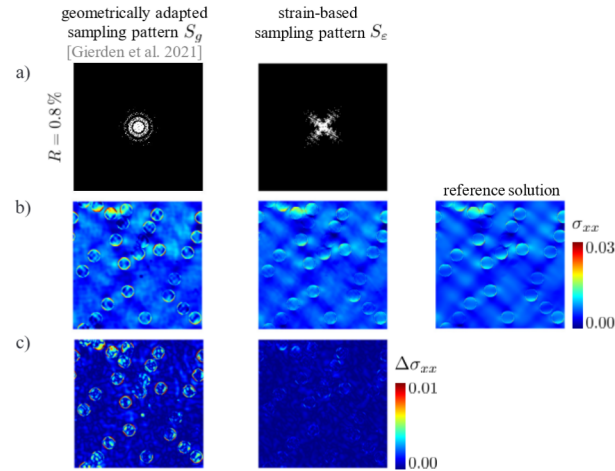 geometrically adapted
sampling pattern S_g
[Gierden et al. 2021]
strain-based
sampling pattern S_ε
a)
R = 0.8 %
b)
reference solution
σ_xx
0.03
0.00
c)
Δσ_xx
0.01
0.00